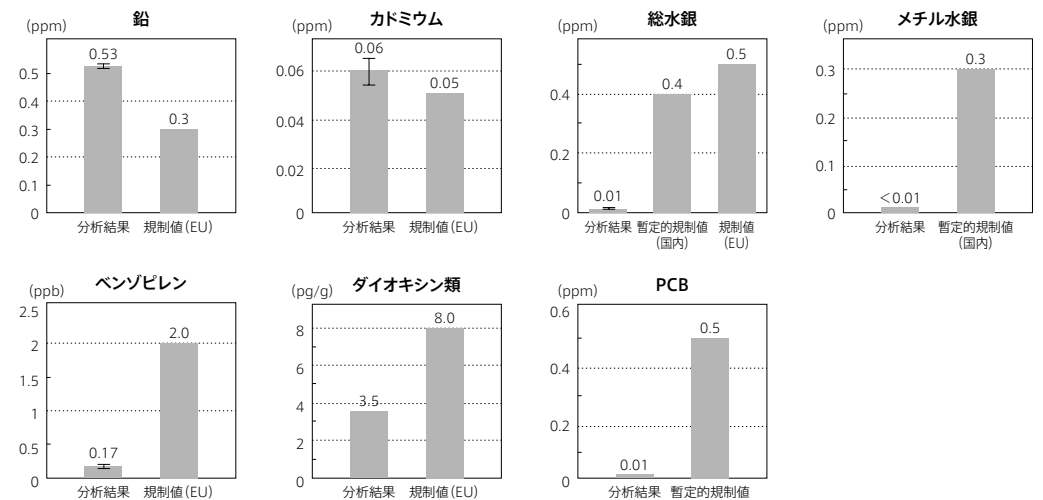 鉛
(ppm)
0.53
0.3
0.5
0.4
0.3
0.2
0.1
0
分析結果 規制値(EU)
カドミウム
(ppm)
0.06
0.05
0.06
0.04
0.02
0
分析結果 規制値(EU)
総水銀
(ppm)
0.5
0.4
0.01
0.4
0.2
0
分析結果 暫定的規制値 規制値
(国内) (EU)
メチル水銀
(ppm)
0.3
<0.01
0.3
0.2
0.1
0
分析結果 暫定的規制値
(国内)
ベンゾピレン
(ppb)
2.0
0.17
2.5
2
1.5
1
0.5
0
分析結果 規制値(EU)
ダイオキシン類
(pg/g)
8.0
3.5
8
6
4
2
0
分析結果 規制値(EU)
PCB
(ppm)
0.5
0.01
0.6
0.4
0.2
0
分析結果 暫定的規制値